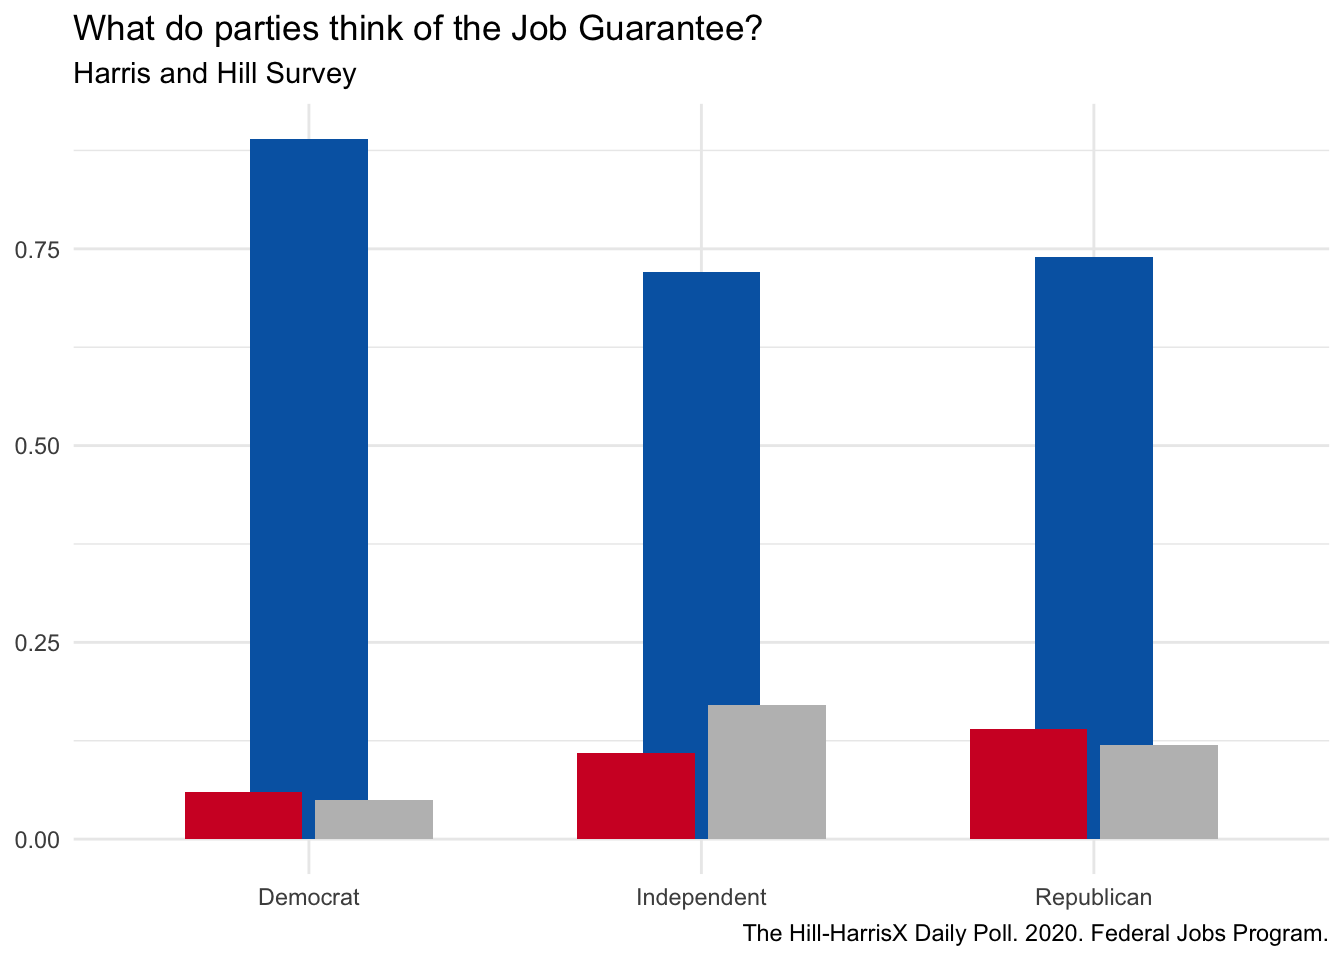 What do parties think of the Job Guarantee?
Harris and Hill Survey
0.75
0.50
0.25
0.00
Democrat Independent Republican
The Hill-HarrisX Daily Poll. 2020. Federal Jobs Program.